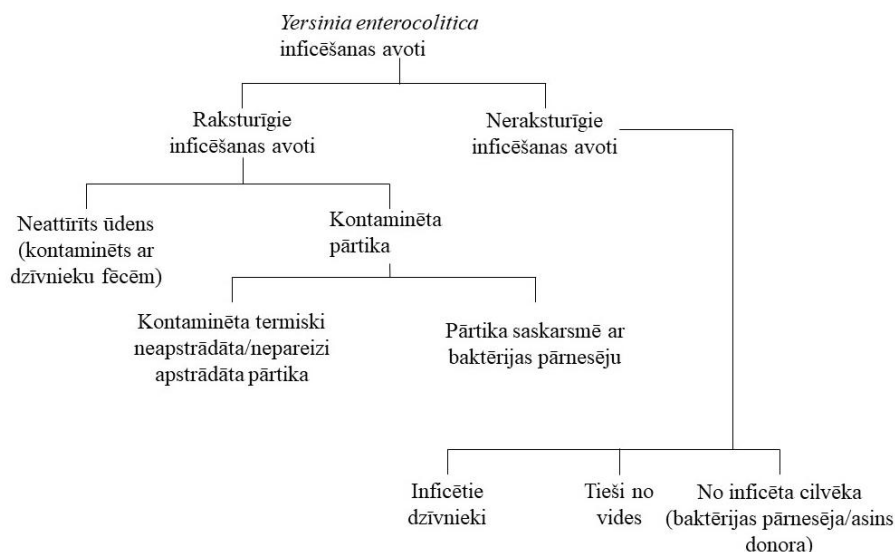 Yersinia enterocolitica
inficēšanas avoti
Raksturīgie
inficēšanas avoti
Neraksturīgie
inficēšanas avoti
Neattīrīts ūdens
(kontaminēts ar
dzīvnieku fēcēm)
Kontaminēta
pārtika
Kontaminēta termiski
neapstrādāta/nepareizi
apstrādāta pārtika
Pārtika saskarsmē ar
baktērijas pārnesēju
Inficētie
dzīvnieki
Tieši no
vides
No inficēta cilvēka
(baktērijas pārnesēja/asins
donora)